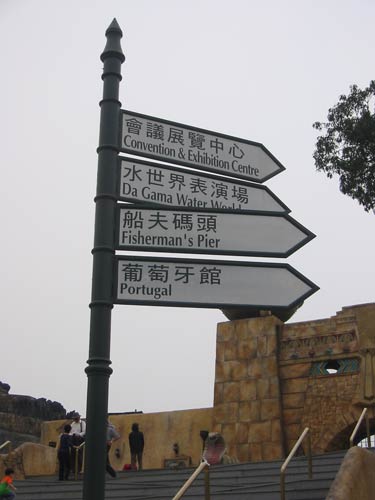 會議展覽中心
Convention & Exhibition Centre
水世界表演場
Da Gama Water World
船夫碼頭
Fisherman's Pier
葡萄牙館
Portugal